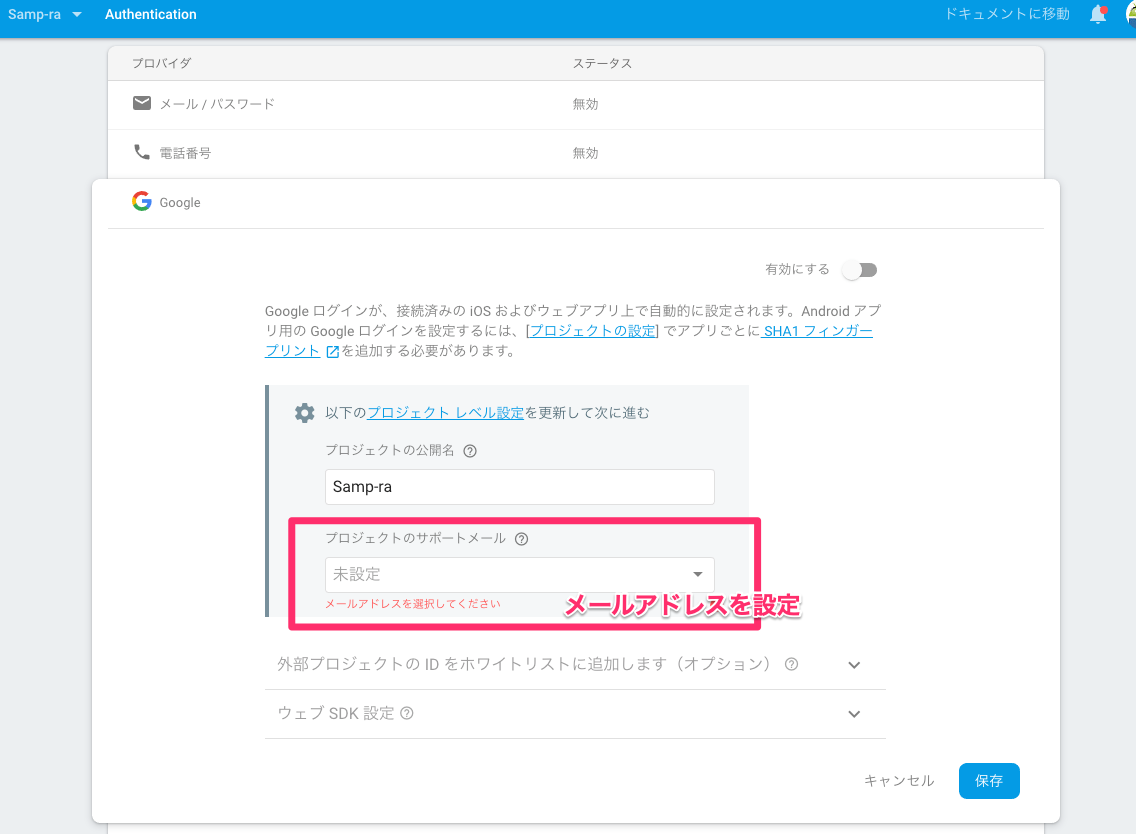 Samp-ra Authentication ドキュメントに移動
プロバイダ ステータス
メール / パスワード 無効
電話番号 無効
Google
有効にする
Google ログインが、接続済みの iOS およびウェブアプリ上で自動的に設定されます。Android アプ
リ用の Google ログインを設定するには、[プロジェクトの設定] でアプリごとに SHA1 フィンガー
プリント を追加する必要があります。
以下のプロジェクト レベル設定を更新して次に進む
プロジェクトの公開名
Samp-ra
プロジェクトのサポートメール
未設定
メールアドレスを選択してください
メールアドレスを設定
外部プロジェクトの ID をホワイトリストに追加します（オプション）
ウェブ SDK 設定
キャンセル 保存